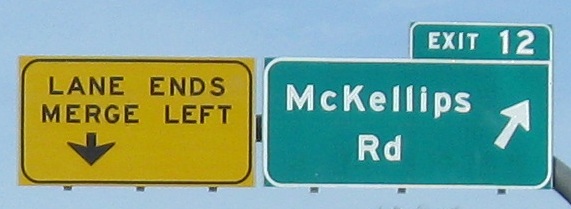 LANE ENDS
MERGE LEFT
EXIT 12
McKellips
Rd